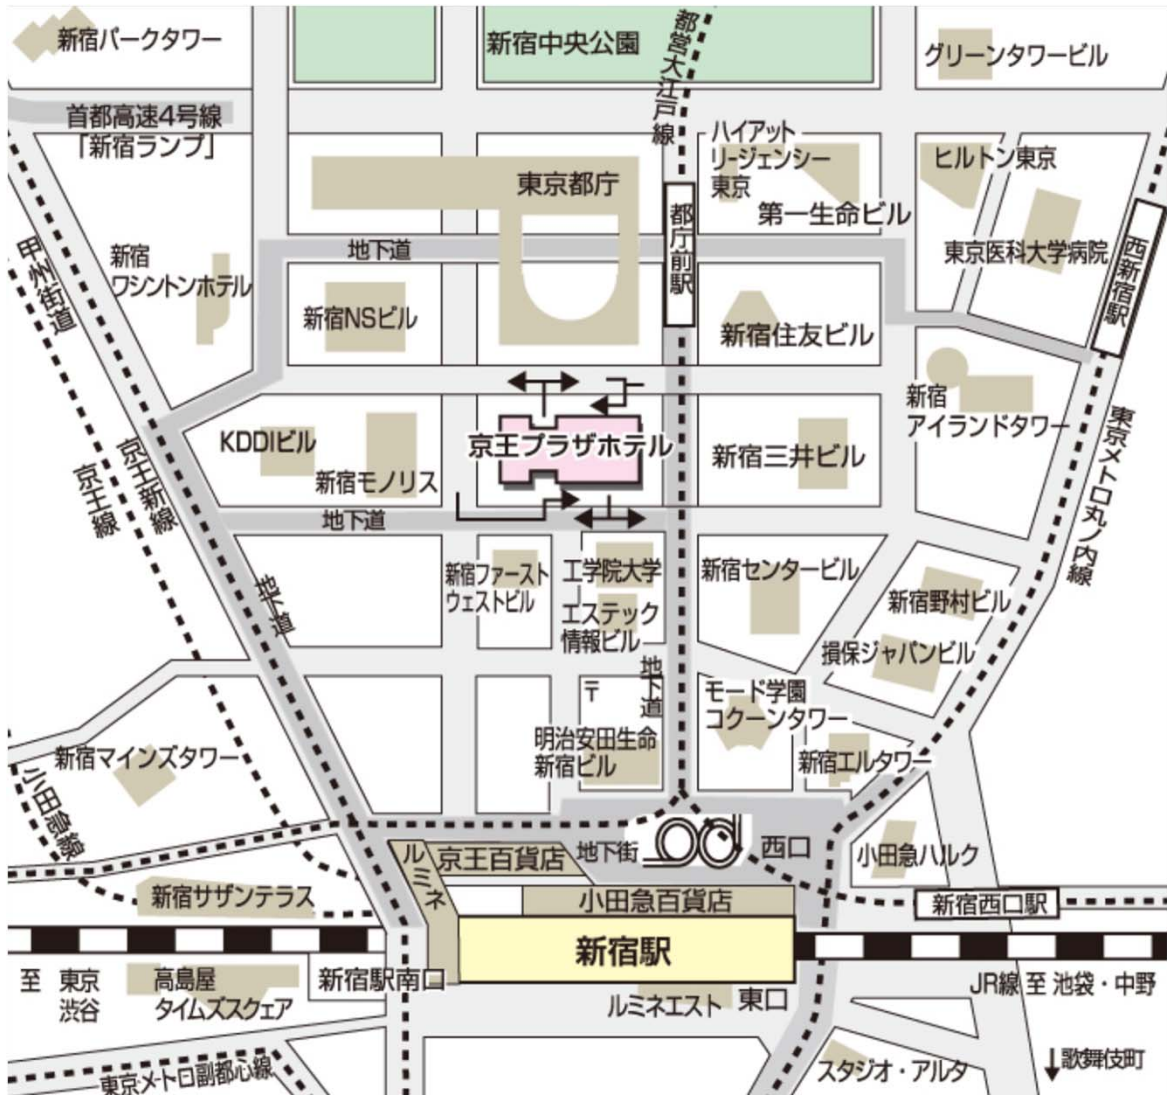 新宿パークタワー
新宿中央公園
都営大江戸線
グリーンタワービル
首都高速4号線
「新宿ランプ」
ハイアット
リージェンシー
東京
ヒルトン東京
東京都庁
第一生命ビル
都庁前駅
甲州街道
新宿
ワシントンホテル
地下道
東京医科大学病院
西新宿駅
新宿NSビル
新宿住友ビル
新宿
アイランドタワー
東京メトロ丸ノ内線
KDDIビル
新宿モノリス
京王プラザホテル
新宿三井ビル
京王新線
京王線
地下道
地下道
新宿ファースト
ウェストビル
工学院大学
エステック
情報ビル
新宿センタービル
新宿野村ビル
損保ジャパンビル
地下道
〒
モード学園
コクーンタワー
明治安田生命
新宿ビル
新宿エルタワー
新宿マインズタワー
小田急線
ルミネ
京王百貨店
地下街
西口
小田急ハルク
新宿サザンテラス
小田急百貨店
新宿西口駅
新宿駅
至 東京
渋谷
高島屋
タイムズスクェア
新宿駅南口
ルミネエスト
東口
JR線 至 池袋・中野
東京メトロ副都心線
スタジオ・アルタ
歌舞伎町